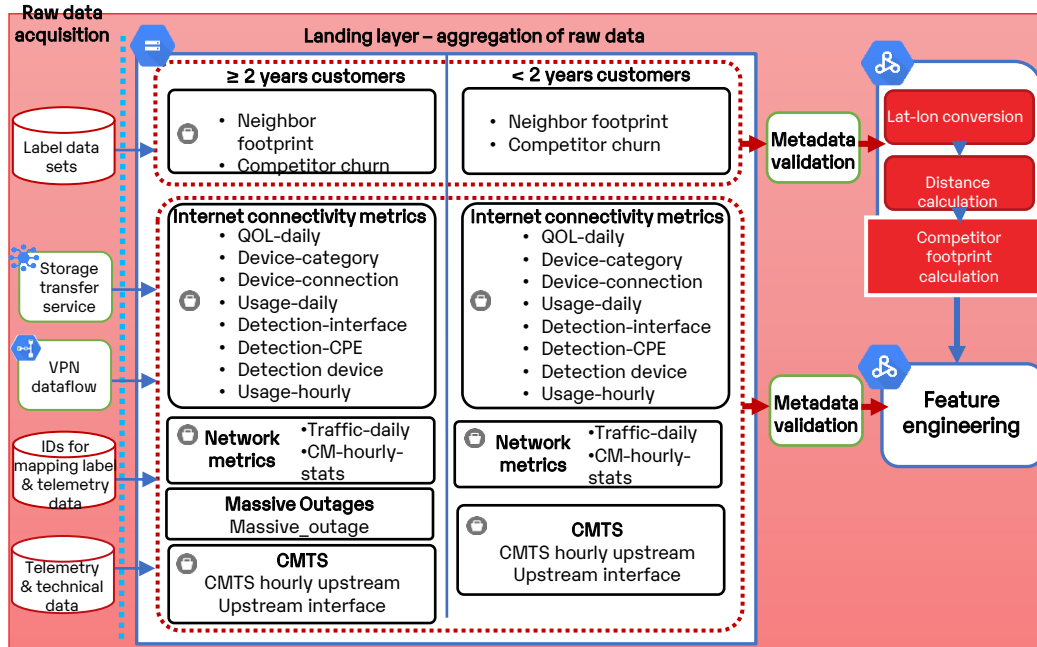 Raw data
acquisition
Landing layer – aggregation of raw data
≥ 2 years customers
< 2 years customers
Label data
sets
Storage
transfer
service
VPN
dataflow
IDs for
mapping label
& telemetry
data
Telemetry
& technical
data
• Neighbor
footprint
• Competitor churn
• Neighbor footprint
• Competitor churn
Internet connectivity metrics
• QOL-daily
• Device-category
• Device-connection
• Usage-daily
• Detection-interface
• Detection-CPE
• Detection device
• Usage-hourly
Internet connectivity metrics
• QOL-daily
• Device-category
• Device-connection
• Usage-daily
• Detection-interface
• Detection-CPE
• Detection device
• Usage-hourly
Network
metrics
•Traffic-daily
•CM-hourly-
stats
Network
metrics
•Traffic-daily
•CM-hourly-
stats
Massive Outages
Massive_outage
CMTS
CMTS hourly upstream
Upstream interface
CMTS
CMTS hourly upstream
Upstream interface
Metadata
validation
Metadata
validation
Lat-lon conversion
Distance
calculation
Competitor
footprint
calculation
Feature
engineering